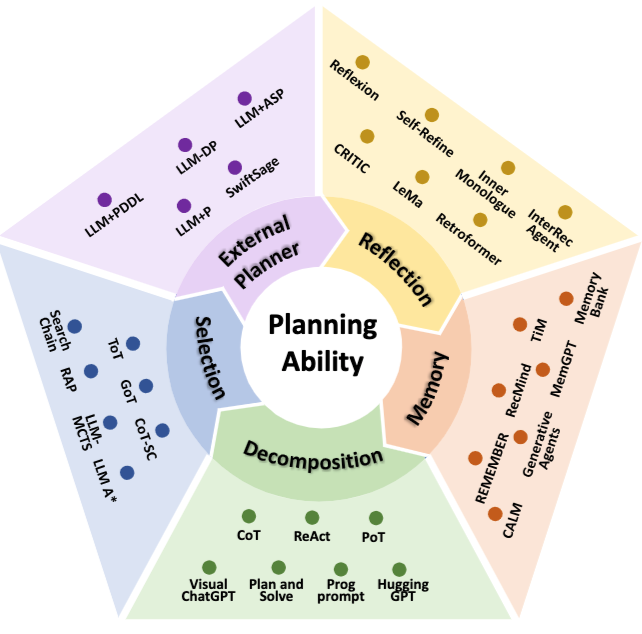 Planning
Ability
External
Planner
LLM+ASP
LLM-DP
SwiftSage
LLM+PDDL
LLM+P
Reflection
Reflexion
Self-Refine
CRITIC
Inner
Monologue
LeMa
InterRec
Agent
Retroformer
Memory
Memory
Bank
TiM
MemGPT
RecMind
Generative
Agents
REMEMBER
CALM
Decomposition
CoT
ReAct
PoT
Visual
ChatGPT
Plan and
Solve
Prog
prompt
Hugging
GPT
Selection
Search
Chain
ToT
RAP
GoT
LLM-
MCTS
CoT-SC
LLM A*